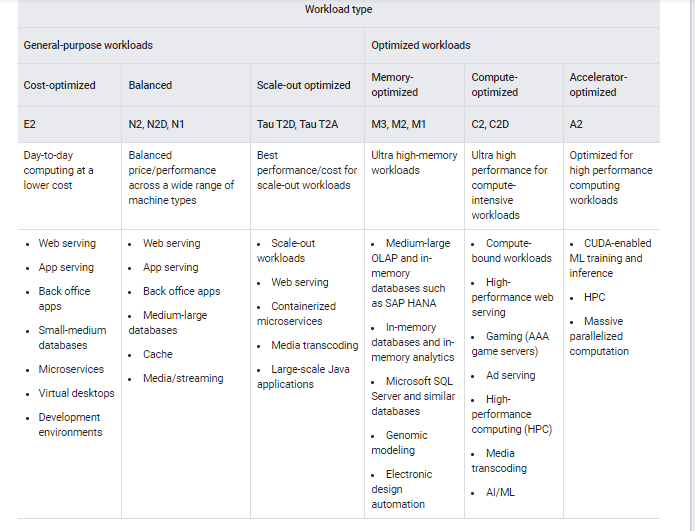 Workload type
General-purpose workloads
Optimized workloads
Cost-optimized
Balanced
Scale-out optimized
Memory-
optimized
Compute-
optimized
Accelerator-
optimized
E2
N2, N2D, N1
Tau T2D, Tau T2A
M3, M2, M1
C2, C2D
A2
Day-to-day
computing at a
lower cost
Balanced
price/performance
across a wide range of
machine types
Best
performance/cost for
scale-out workloads
Ultra high-memory
workloads
Ultra high
performance for
compute-
intensive
workloads
Optimized for
high performance
computing
workloads
• Web serving
• App serving
• Back office
apps
• Small-medium
databases
• Microservices
• Virtual desktops
• Development
environments
• Web serving
• App serving
• Back office apps
• Medium-large
databases
• Cache
• Media/streaming
• Scale-out
workloads
• Web serving
• Containerized
microservices
• Media transcoding
• Large-scale Java
applications
• Medium-large
OLAP and in-
memory
databases such
as SAP HANA
• In-memory
databases and in-
memory analytics
• Microsoft SQL
Server and similar
databases
• Genomic
modeling
• Electronic
design
automation
• Compute-
bound workloads
• High-
performance web
serving
• Gaming (AAA
game servers)
• Ad serving
• High-
performance
computing (HPC)
• Media
transcoding
• AI/ML
• CUDA-enabled
ML training and
inference
• HPC
• Massive
parallelized
computation